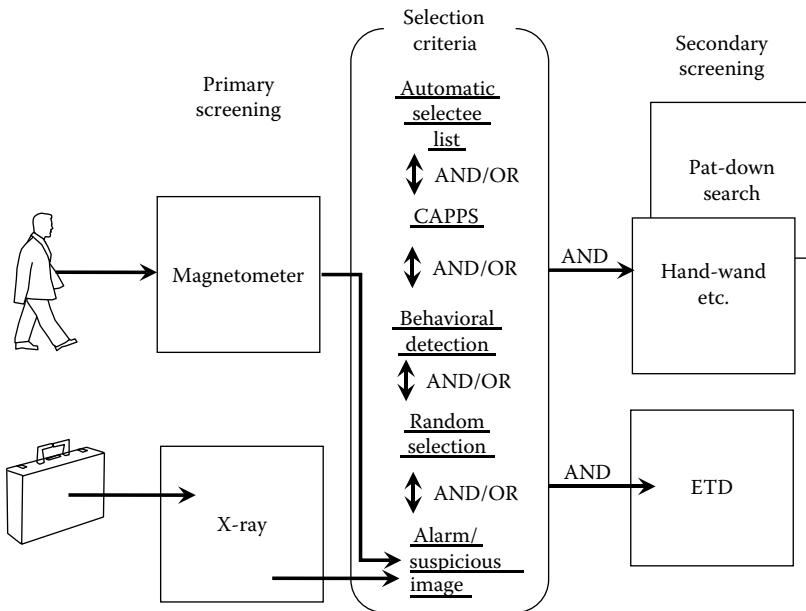 Selection
criteria
Primary
screening
Secondary
screening
Automatic
selectee
list
AND/OR
CAPPS
AND/OR
Behavioral
detection
AND/OR
Random
selection
AND/OR
Alarm/
suspicious
image
Magnetometer
X-ray
AND
Pat-down
search
Hand-wand
etc.
AND
ETD